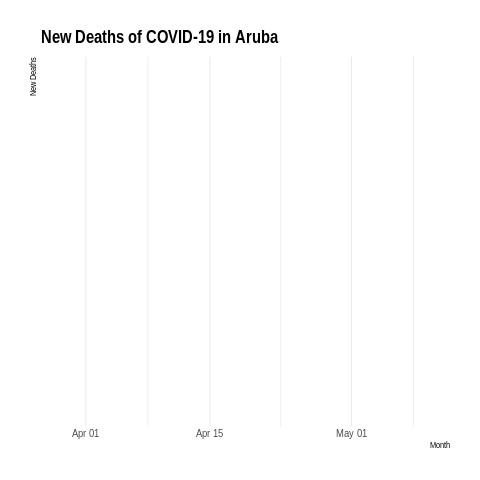 New Deaths of COVID-19 in Aruba
New Deaths
Apr 01
Apr 15
May 01
Month